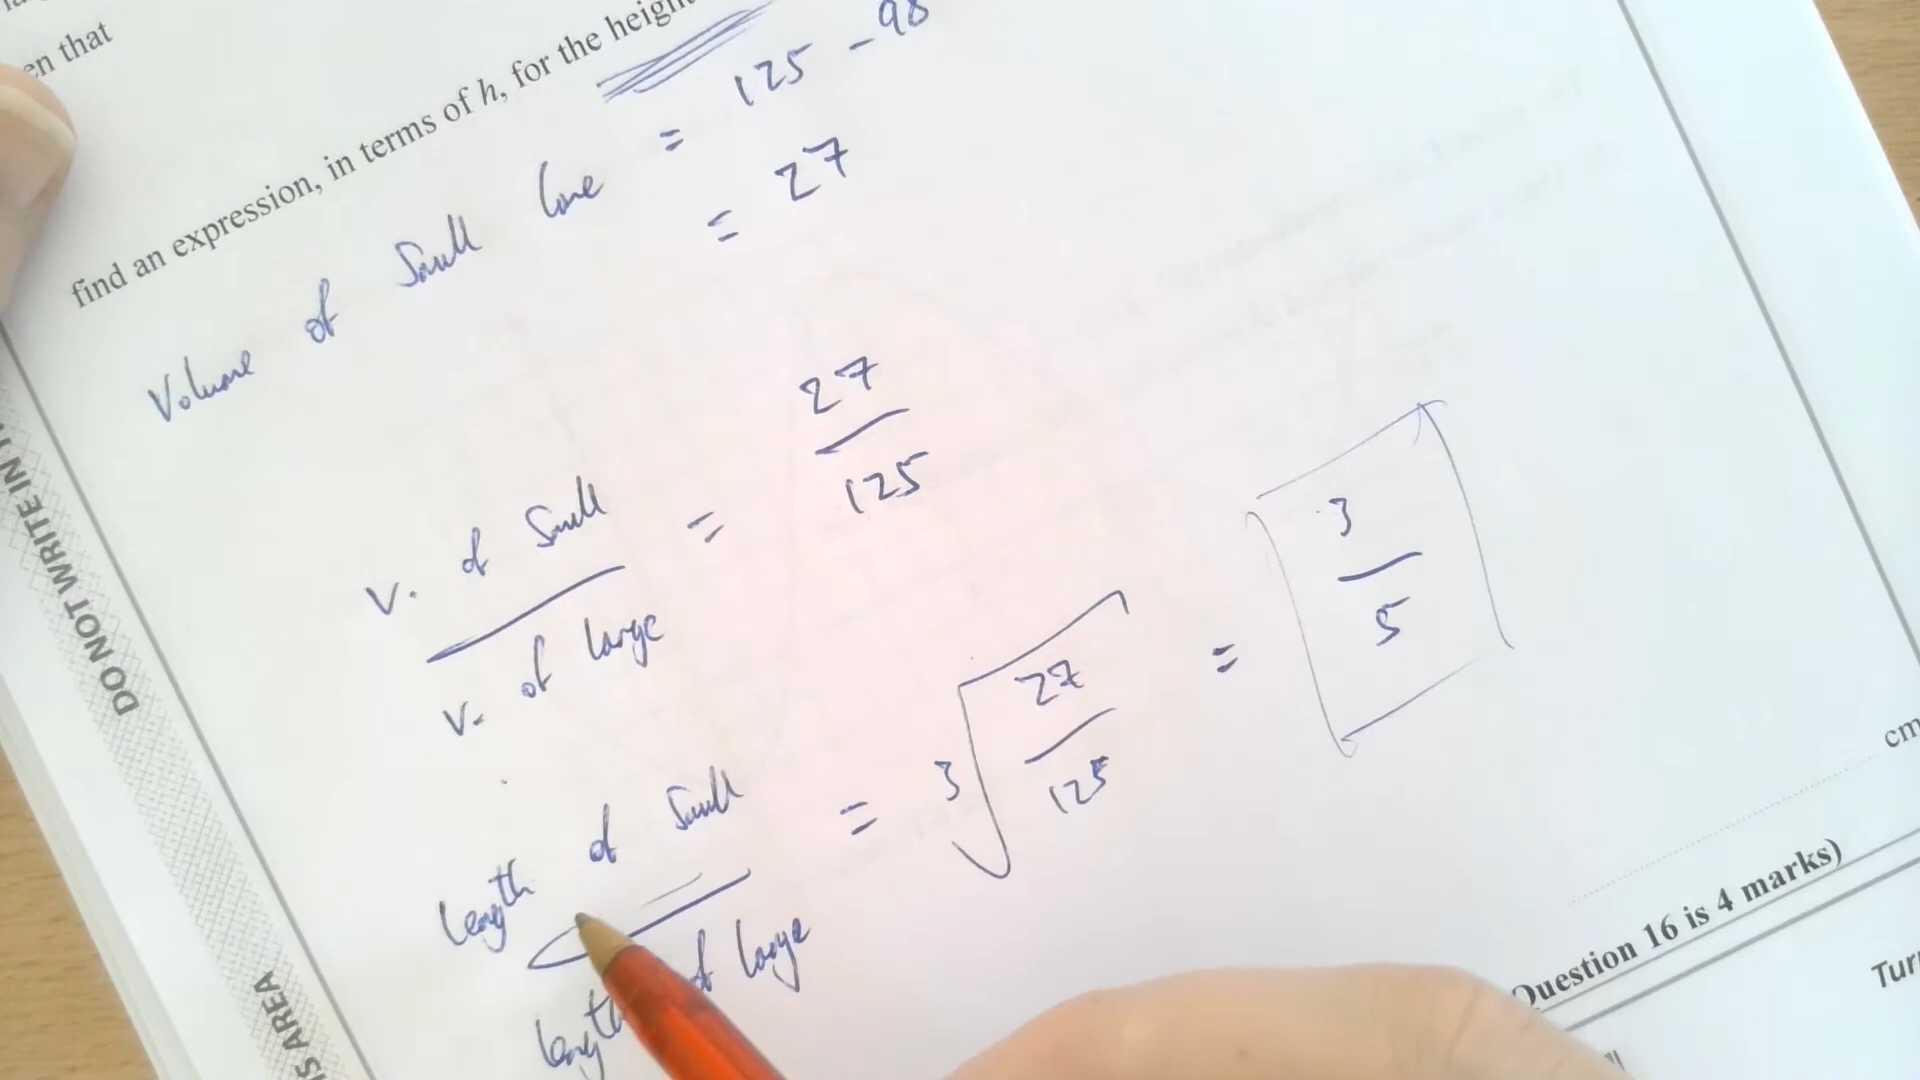 en that
find an expression, in terms of h, for the heigh
Volume of Small Cone = 125 - 98
= 27
V. of Small = 27
V. of large 125
length of Small = 3√ 27 = 3
length of large 125 5
cm
Question 16 is 4 marks)
Tur
DO NOT WRITE IN
IS AREA